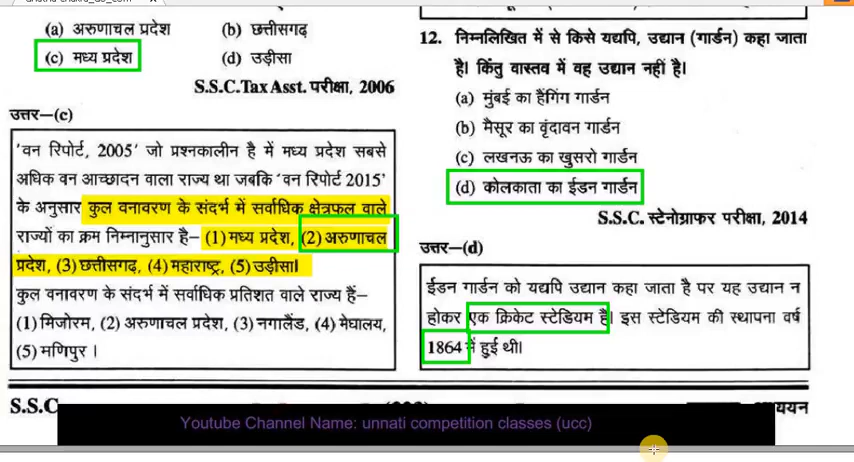 (a) अरुणाचल प्रदेश (b) छत्तीसगढ़
(c) मध्य प्रदेश (d) उड़ीसा
S.S.C.Tax Asst. परीक्षा, 2006
उत्तर—(c)
'वन रिपोर्ट, 2005' जो प्रश्नकालीन है में मध्य प्रदेश सबसे
अधिक वन आच्छादन वाला राज्य था जबकि 'वन रिपोर्ट 2015'
के अनुसार कुल वनावरण के संदर्भ में सर्वाधिक क्षेत्रफल वाले
राज्यों का क्रम निम्नानुसार है– (1) मध्य प्रदेश, (2) अरुणाचल
प्रदेश, (3) छत्तीसगढ़, (4) महाराष्ट्र, (5) उड़ीसा।
कुल वनावरण के संदर्भ में सर्वाधिक प्रतिशत वाले राज्य हैं–
(1) मिजोरम, (2) अरुणाचल प्रदेश, (3) नगालैंड, (4) मेघालय,
(5) मणिपुर ।
S.S.C
12. निम्नलिखित में से किसे यद्यपि, उद्यान (गार्डन) कहा जाता
है। किंतु वास्तव में वह उद्यान नहीं है।
(a) मुंबई का हैंगिंग गार्डन
(b) मैसूर का वृंदावन गार्डन
(c) लखनऊ का खुसरो गार्डन
(d) कोलकाता का ईडन गार्डन
S.S.C. स्टेनोग्राफर परीक्षा, 2014
उत्तर—(d)
ईडन गार्डन को यद्यपि उद्यान कहा जाता है पर यह उद्यान न
होकर एक क्रिकेट स्टेडियम है। इस स्टेडियम की स्थापना वर्ष
1864 में हुई थी।
Youtube Channel Name: unnati competition classes (ucc)